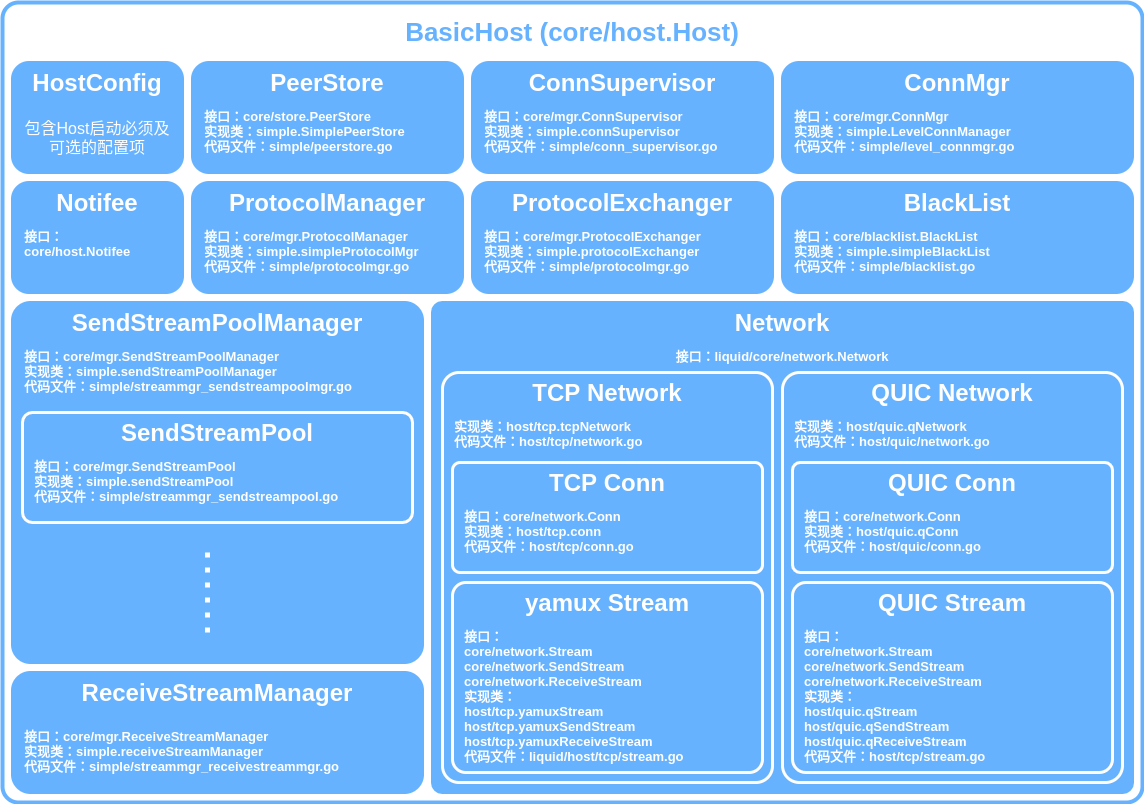 BasicHost (core/host.Host)
HostConfig
包含Host启动必须及
可选的配置项
PeerStore
接口：core/store.PeerStore
实现类：simple.SimplePeerStore
代码文件：simple/peerstore.go
ConnSupervisor
接口：core/mgr.ConnSupervisor
实现类：simple.connSupervisor
代码文件：simple/conn_supervisor.go
ConnMgr
接口：core/mgr.ConnMgr
实现类：simple.LevelConnManager
代码文件：simple/level_connmgr.go
Notifee
接口：
core/host.Notifee
ProtocolManager
接口：core/mgr.ProtocolManager
实现类：simple.simpleProtocolMgr
代码文件：simple/protocolmgr.go
ProtocolExchanger
接口：core/mgr.ProtocolExchanger
实现类：simple.protocolExchanger
代码文件：simple/protocolmgr.go
BlackList
接口：core/blacklist.BlackList
实现类：simple.simpleBlackList
代码文件：simple/blacklist.go
SendStreamPoolManager
接口：core/mgr.SendStreamPoolManager
实现类：simple.sendStreamPoolManager
代码文件：simple/streammgr_sendstreampoolmgr.go
SendStreamPool
接口：core/mgr.SendStreamPool
实现类：simple.sendStreamPool
代码文件：simple/streammgr_sendstreampool.go
ReceiveStreamManager
接口：core/mgr.ReceiveStreamManager
实现类：simple.receiveStreamManager
代码文件：simple/streammgr_receivestreammgr.go
Network
接口：liquid/core/network.Network
TCP Network
实现类：host/tcp.tcpNetwork
代码文件：host/tcp/network.go
TCP Conn
接口：core/network.Conn
实现类：host/tcp.conn
代码文件：host/tcp/conn.go
yamux Stream
接口：
core/network.Stream
core/network.SendStream
core/network.ReceiveStream
实现类：
host/tcp.yamuxStream
host/tcp.yamuxSendStream
host/tcp.yamuxReceiveStream
代码文件：liquid/host/tcp/stream.go
QUIC Network
实现类：host/quic.qNetwork
代码文件：host/quic/network.go
QUIC Conn
接口：core/network.Conn
实现类：host/quic.qConn
代码文件：host/quic/conn.go
QUIC Stream
接口：
core/network.Stream
core/network.SendStream
core/network.ReceiveStream
实现类：
host/quic.qStream
host/quic.qSendStream
host/quic.qReceiveStream
代码文件：host/tcp/stream.go